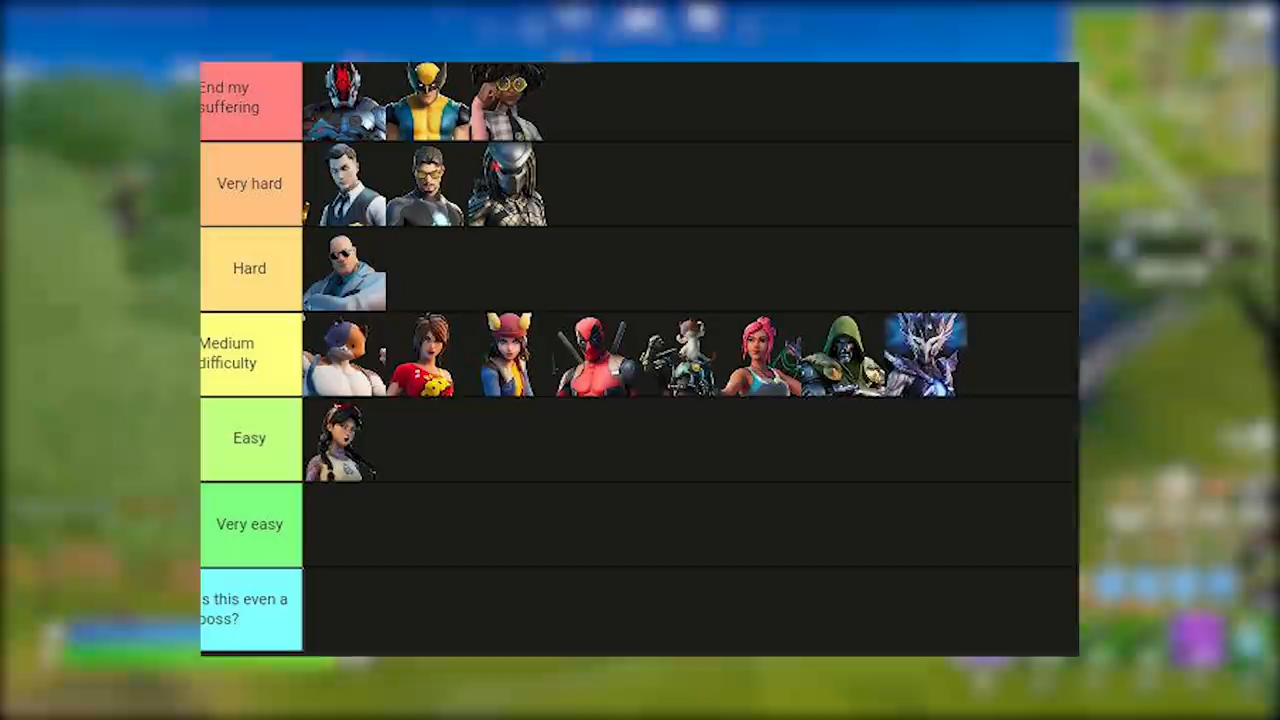 End my
suffering
Very hard
Hard
Medium
difficulty
Easy
Very easy
s this even a
boss?